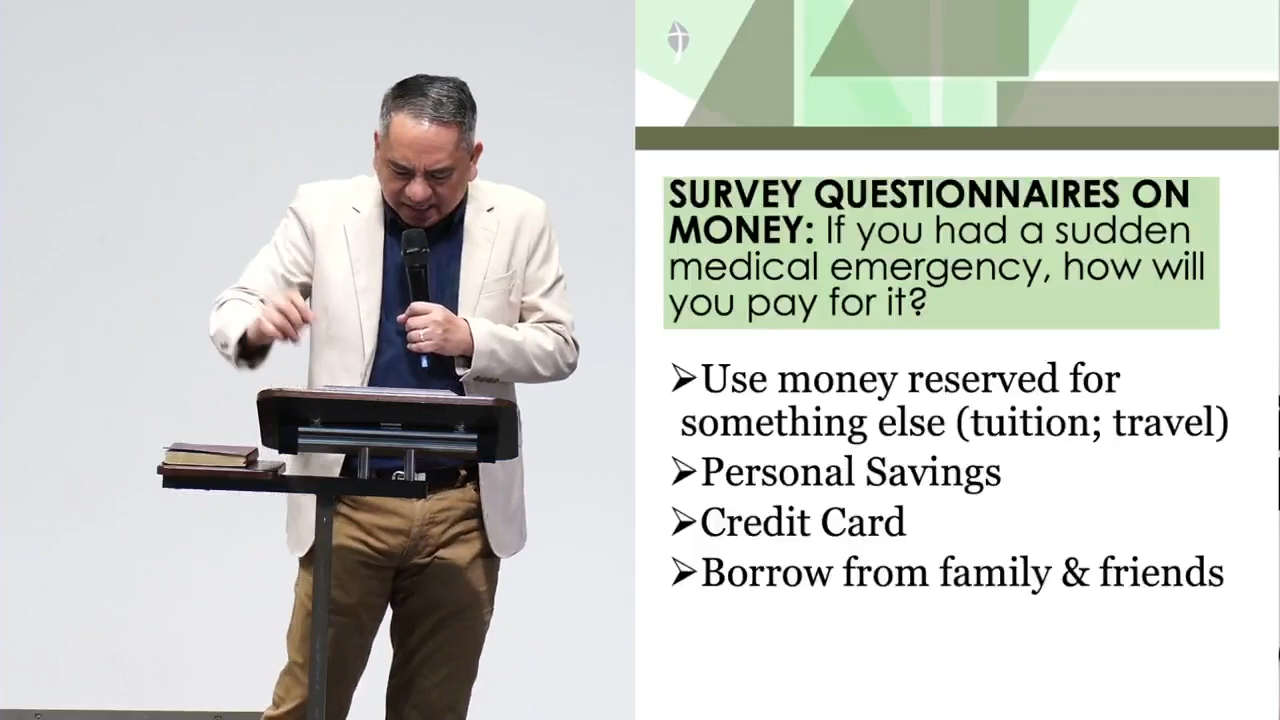 SURVEY QUESTIONNAIRES ON
MONEY: If you had a sudden
medical emergency, how will
you pay for it?
➢Use money reserved for
something else (tuition; travel)
➢Personal Savings
➢Credit Card
➢Borrow from family & friends